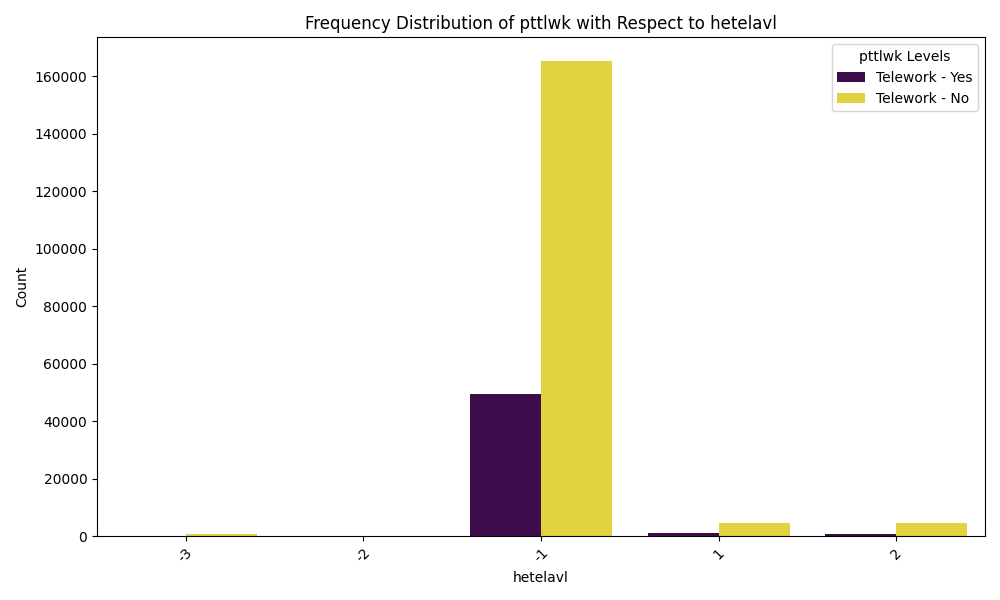 Frequency Distribution of pttlwk with Respect to hetelavl
pttlwk Levels
Telework - Yes
Telework - No
160000
140000
120000
100000
80000
60000
40000
20000
0
Count
-3
-2
-1
1
2
hetelavl